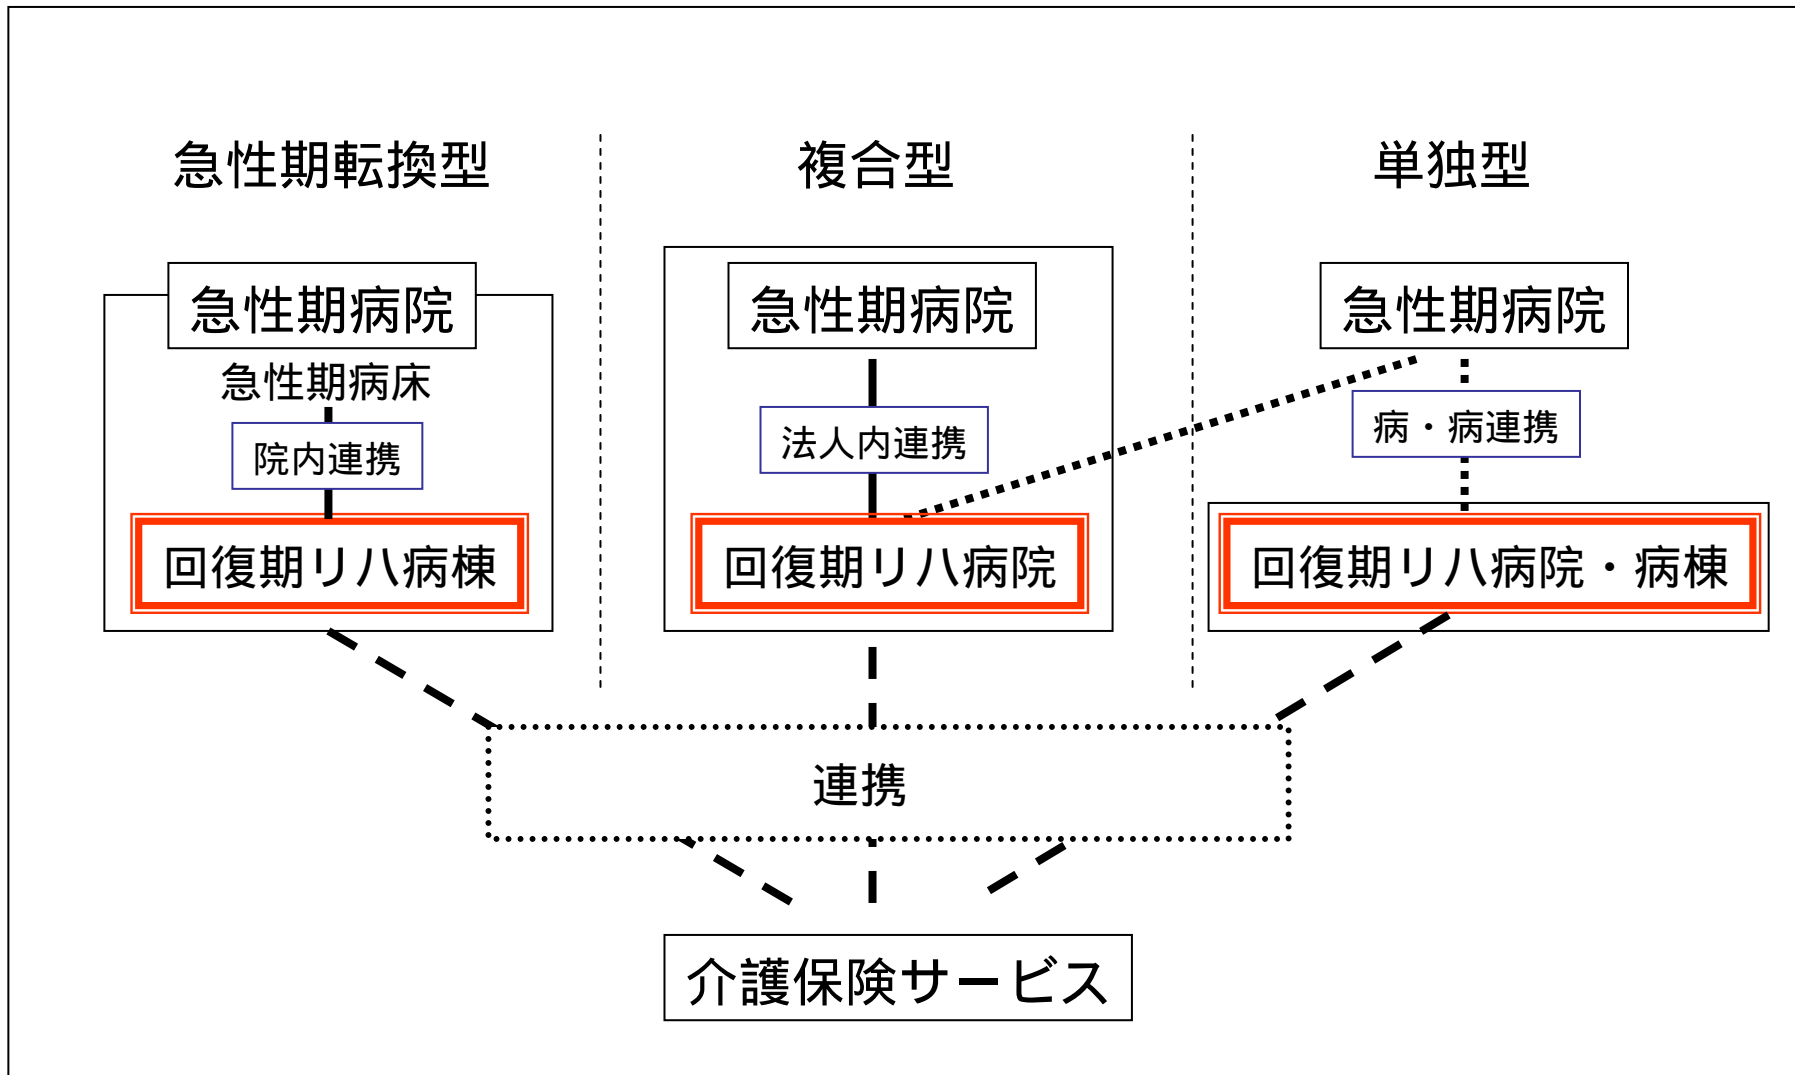 急性期転換型
複合型
単独型
急性期病院
急性期病院
急性期病院
急性期病床
院内連携
法人内連携
病・病連携
回復期リハ病棟
回復期リハ病院
回復期リハ病院・病棟
連携
介護保険サービス